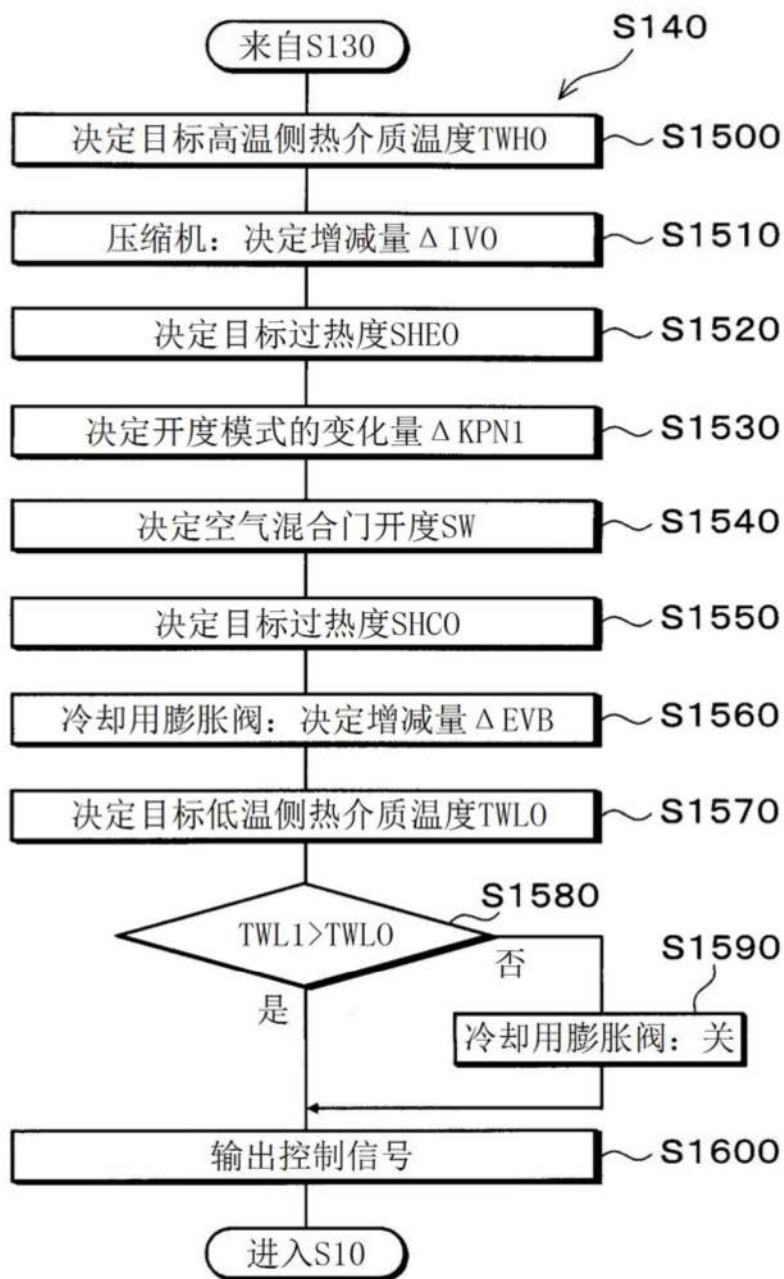 来自S130
S140
决定目标高温侧热介质温度TWHO
S1500
压缩机：决定增减量ΔIVO
S1510
决定目标过热度SHEO
S1520
决定开度模式的变化量ΔKPN1
S1530
决定空气混合门开度SW
S1540
决定目标过热度SHCO
S1550
冷却用膨胀阀：决定增减量ΔEVB
S1560
决定目标低温侧热介质温度TWLO
S1570
TWL1>TWLO
S1580
否
是
S1590
冷却用膨胀阀：关
输出控制信号
S1600
进入S10